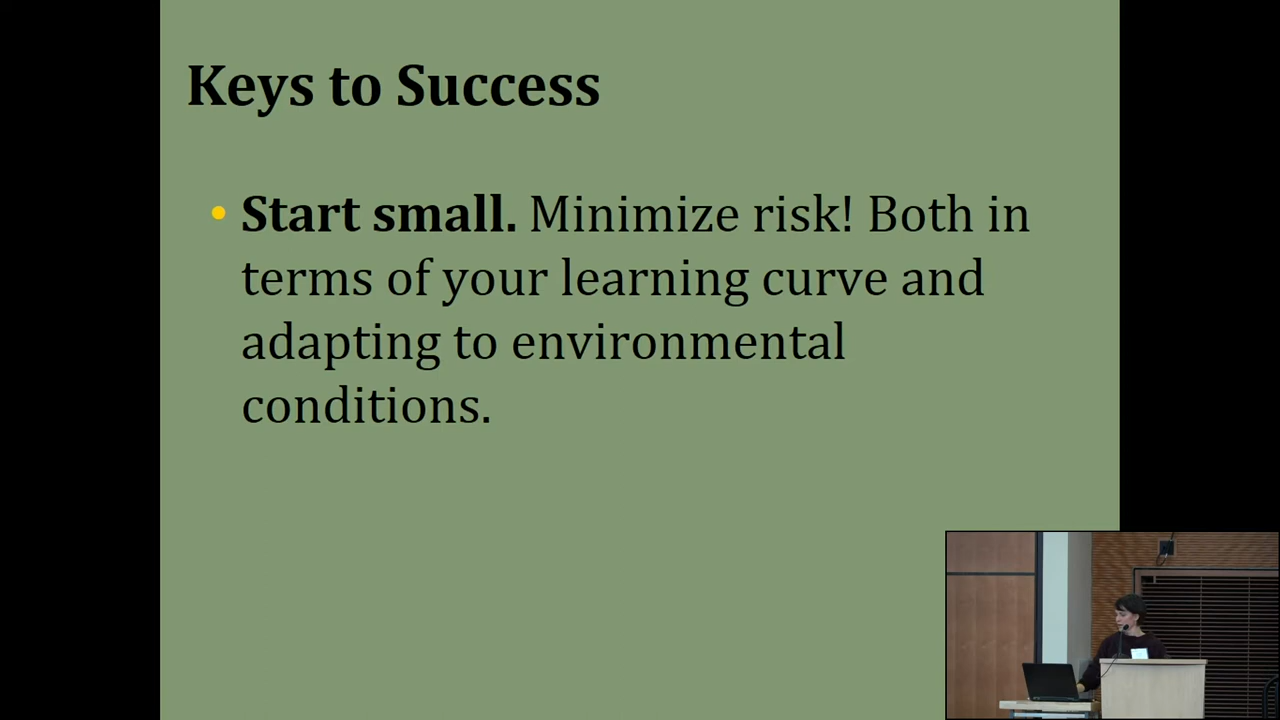 Keys to Success
• Start small. Minimize risk! Both in
terms of your learning curve and
adapting to environmental
conditions.